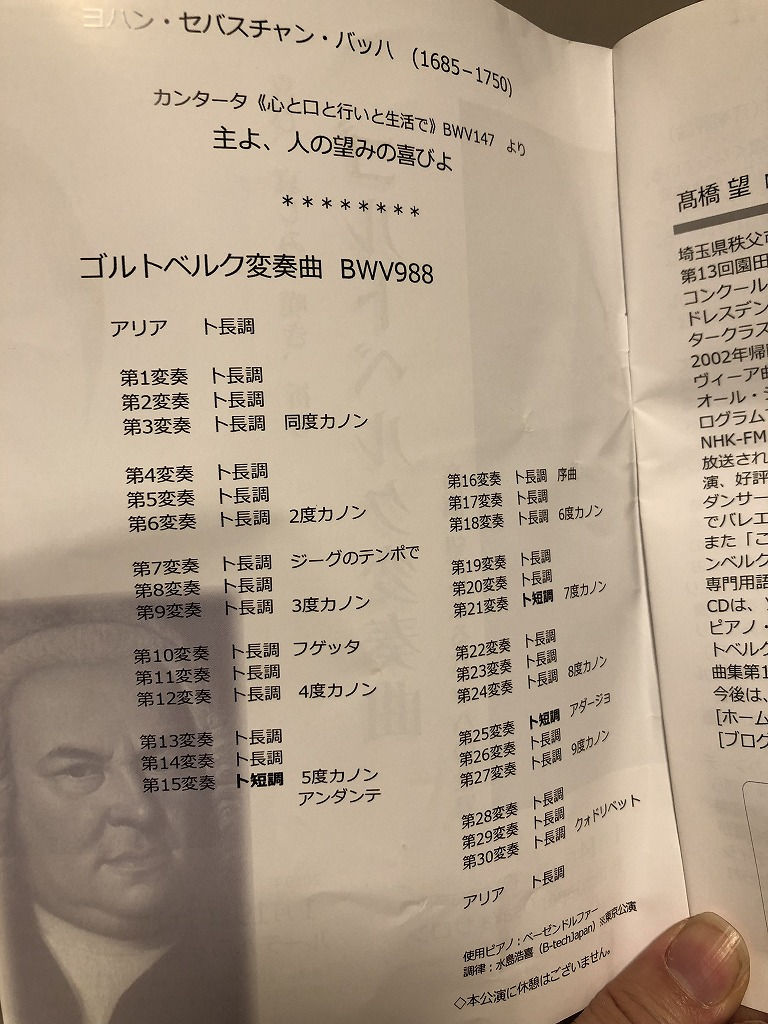 ヨハン・セバスチャン・バッハ (1685－1750)
カンタータ《心と口と行いと生活で》BWV147 より
主よ、人の望みの喜びよ
＊＊＊＊＊＊＊＊
ゴルトベルク変奏曲 BWV988
アリア ト長調
第1変奏 ト長調
第2変奏 ト長調
第3変奏 ト長調 同度カノン
第4変奏 ト長調
第5変奏 ト長調
第6変奏 ト長調 2度カノン
第7変奏 ト長調 ジーグのテンポで
第8変奏 ト長調
第9変奏 ト長調 3度カノン
第10変奏 ト長調 フゲッタ
第11変奏 ト長調
第12変奏 ト長調 4度カノン
第13変奏 ト長調
第14変奏 ト長調
第15変奏 ト短調 5度カノン
アンダンテ
第16変奏 ト長調 序曲
第17変奏 ト長調
第18変奏 ト長調 6度カノン
第19変奏 ト長調
第20変奏 ト長調
第21変奏 ト短調 7度カノン
第22変奏 ト長調
第23変奏 ト長調
第24変奏 ト長調 8度カノン
第25変奏 ト短調 アダージョ
第26変奏 ト長調
第27変奏 ト長調 9度カノン
第28変奏 ト長調
第29変奏 ト長調
第30変奏 ト長調 クォドリベット
アリア ト長調
使用ピアノ：ベーゼンドルファー
調律：水島浩喜（B-techJapan）※東京公演
◇本公演に休憩はございません。
髙橋 望
埼玉県秩父市
第13回園田
コンクール
ドレスデン
タークラス
2002年帰
ヴィーア曲
オール・
ログラム
NHK-FM
放送され
演、好評
ダンサー
でバレエ
また「こ
ンベルク
専門用語
CDは、
ピアノ・
トベルク
曲集第1
今後は、
[ホーム
[ブログ